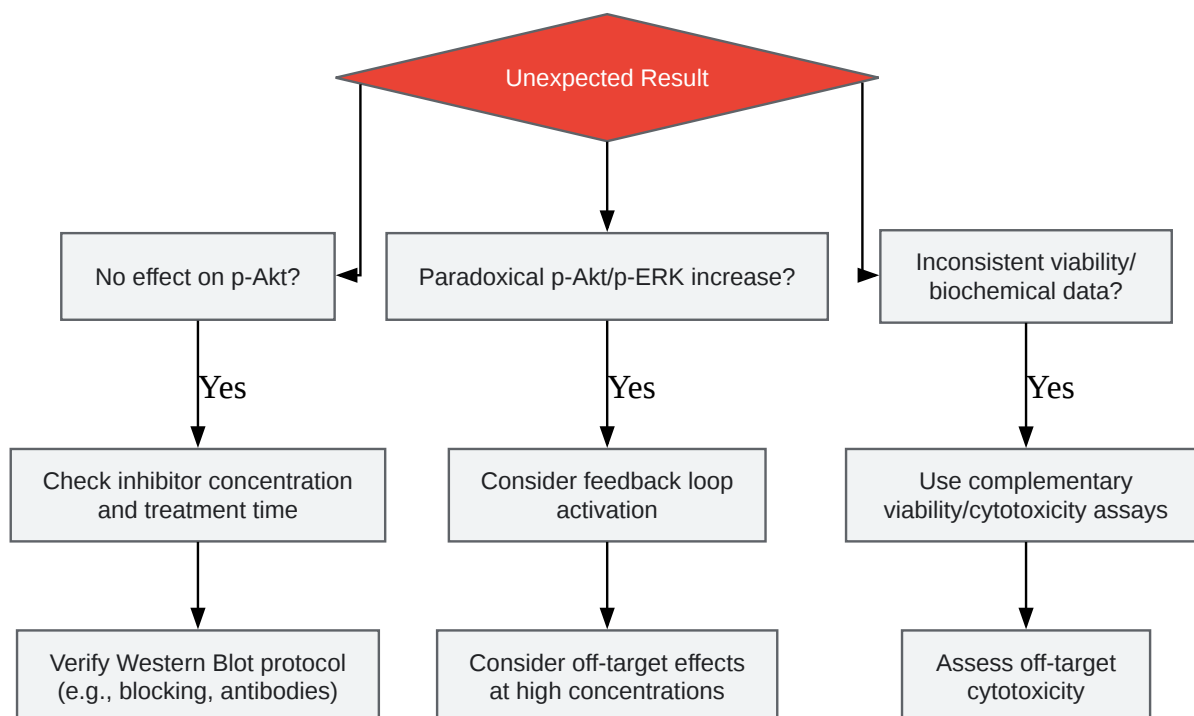 Unexpected Result
No effect on p-Akt?
Paradoxical p-Akt/p-ERK increase?
Inconsistent viability/
biochemical data?
Yes
Yes
Yes
Check inhibitor concentration
and treatment time
Consider feedback loop
activation
Use complementary
viability/cytotoxicity assays
Verify Western Blot protocol
(e.g., blocking, antibodies)
Consider off-target effects
at high concentrations
Assess off-target
cytotoxicity